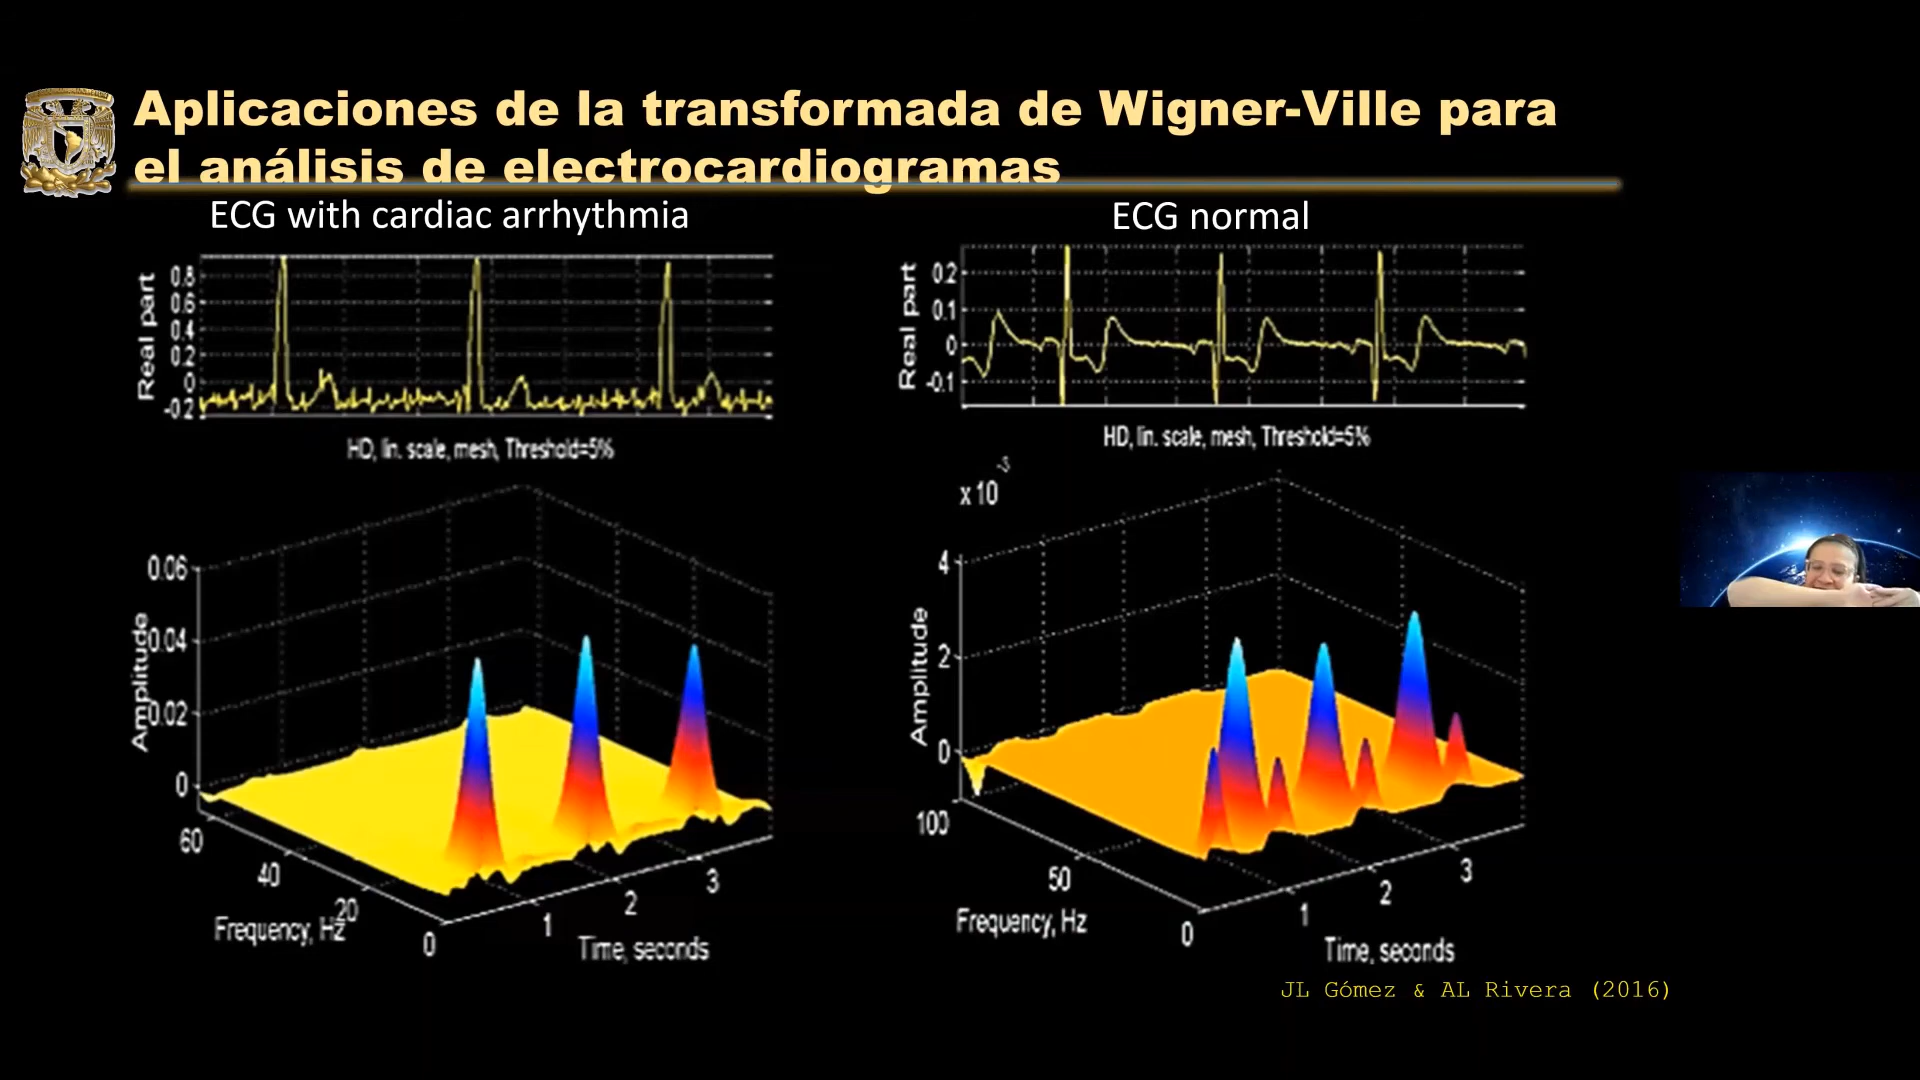 Aplicaciones de la transformada de Wigner-Ville para
el análisis de electrocardiogramas
ECG with cardiac arrhythmia
Real part
0.8
0.6
0.4
0.2
0
-0.2
HD, lin. scale, mesh, Threshold=5%
Amplitude
0.06
0.04
0.02
0
60
40
20
0
Frequency, Hz
1
2
3
Time, seconds
ECG normal
Real part
0.2
0.1
0
-0.1
HD, lin. scale, mesh, Threshold=5%
x 10
-3
Amplitude
4
2
0
100
50
0
Frequency, Hz
1
2
3
Time, seconds
JL Gómez & AL Rivera (2016)